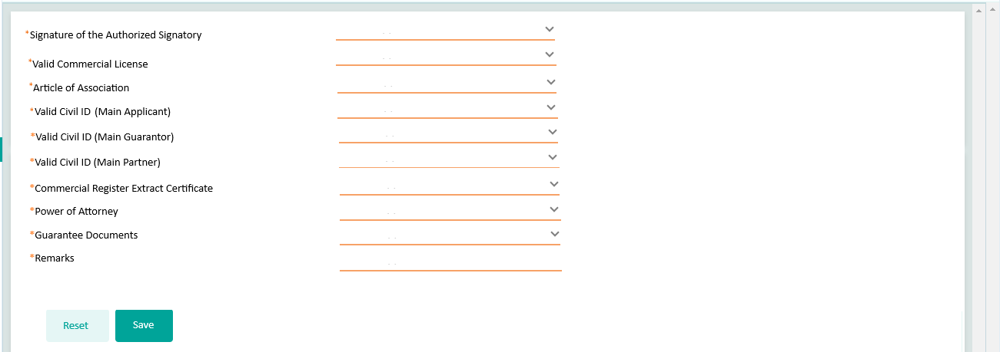 *Signature of the Authorized Signatory
*Valid Commercial License
*Article of Association
*Valid Civil ID (Main Applicant)
*Valid Civil ID (Main Guarantor)
*Valid Civil ID (Main Partner)
*Commercial Register Extract Certificate
*Power of Attorney
*Guarantee Documents
*Remarks
Reset Save